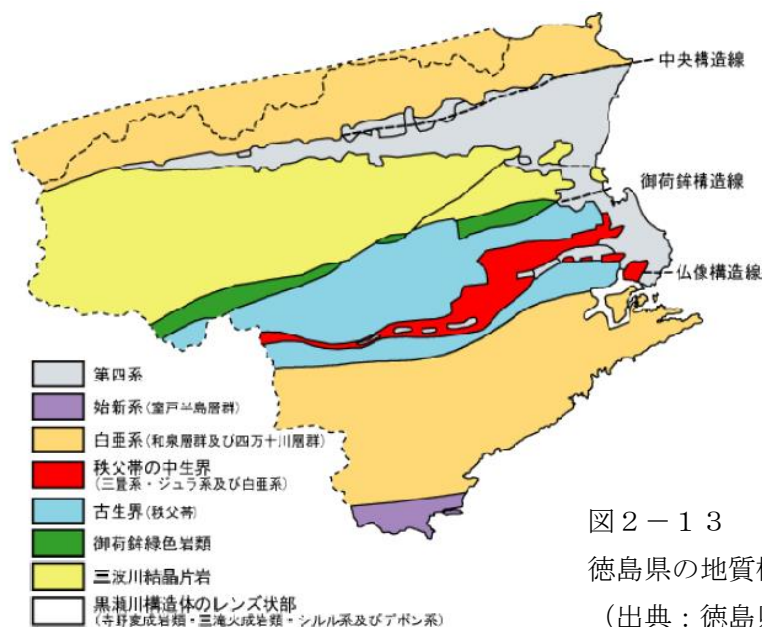 中央構造線
御荷鉾構造線
仏像構造線
第四系
始新系(室戸半島層群)
白亜系(和泉層群及び四万十川層群)
秩父帯の中生界
(三畳系・ジュラ系及び白亜系)
古生界(秩父帯)
御荷鉾緑色岩類
三波川結晶片岩
黒瀬川構造体のレンズ状部
(寺野変成岩類・三滝火成岩類・シルル系及びデボン系)
図2-13
徳島県の地質
(出典:徳島県